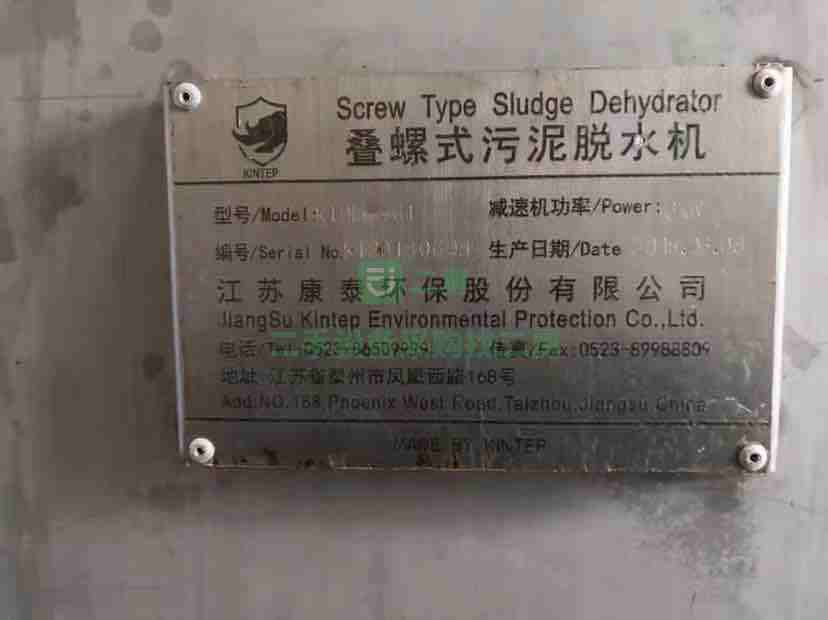 KINTEP
Screw Type Sludge Dehydrator
叠螺式污泥脱水机
型号/Model: 减速机功率/Power:
编号/Serial No. 生产日期/Date
江苏康泰环保股份有限公司
JiangSu Kintep Environmental Protection Co.,Ltd.
电话/Tel: 传真/Fax:0523-89988809
地址:江苏省泰州市凤凰西路168号
Add:NO.168,Phoenix West Road,Taizhou,Jiangsu China
MADE BY KINTEP